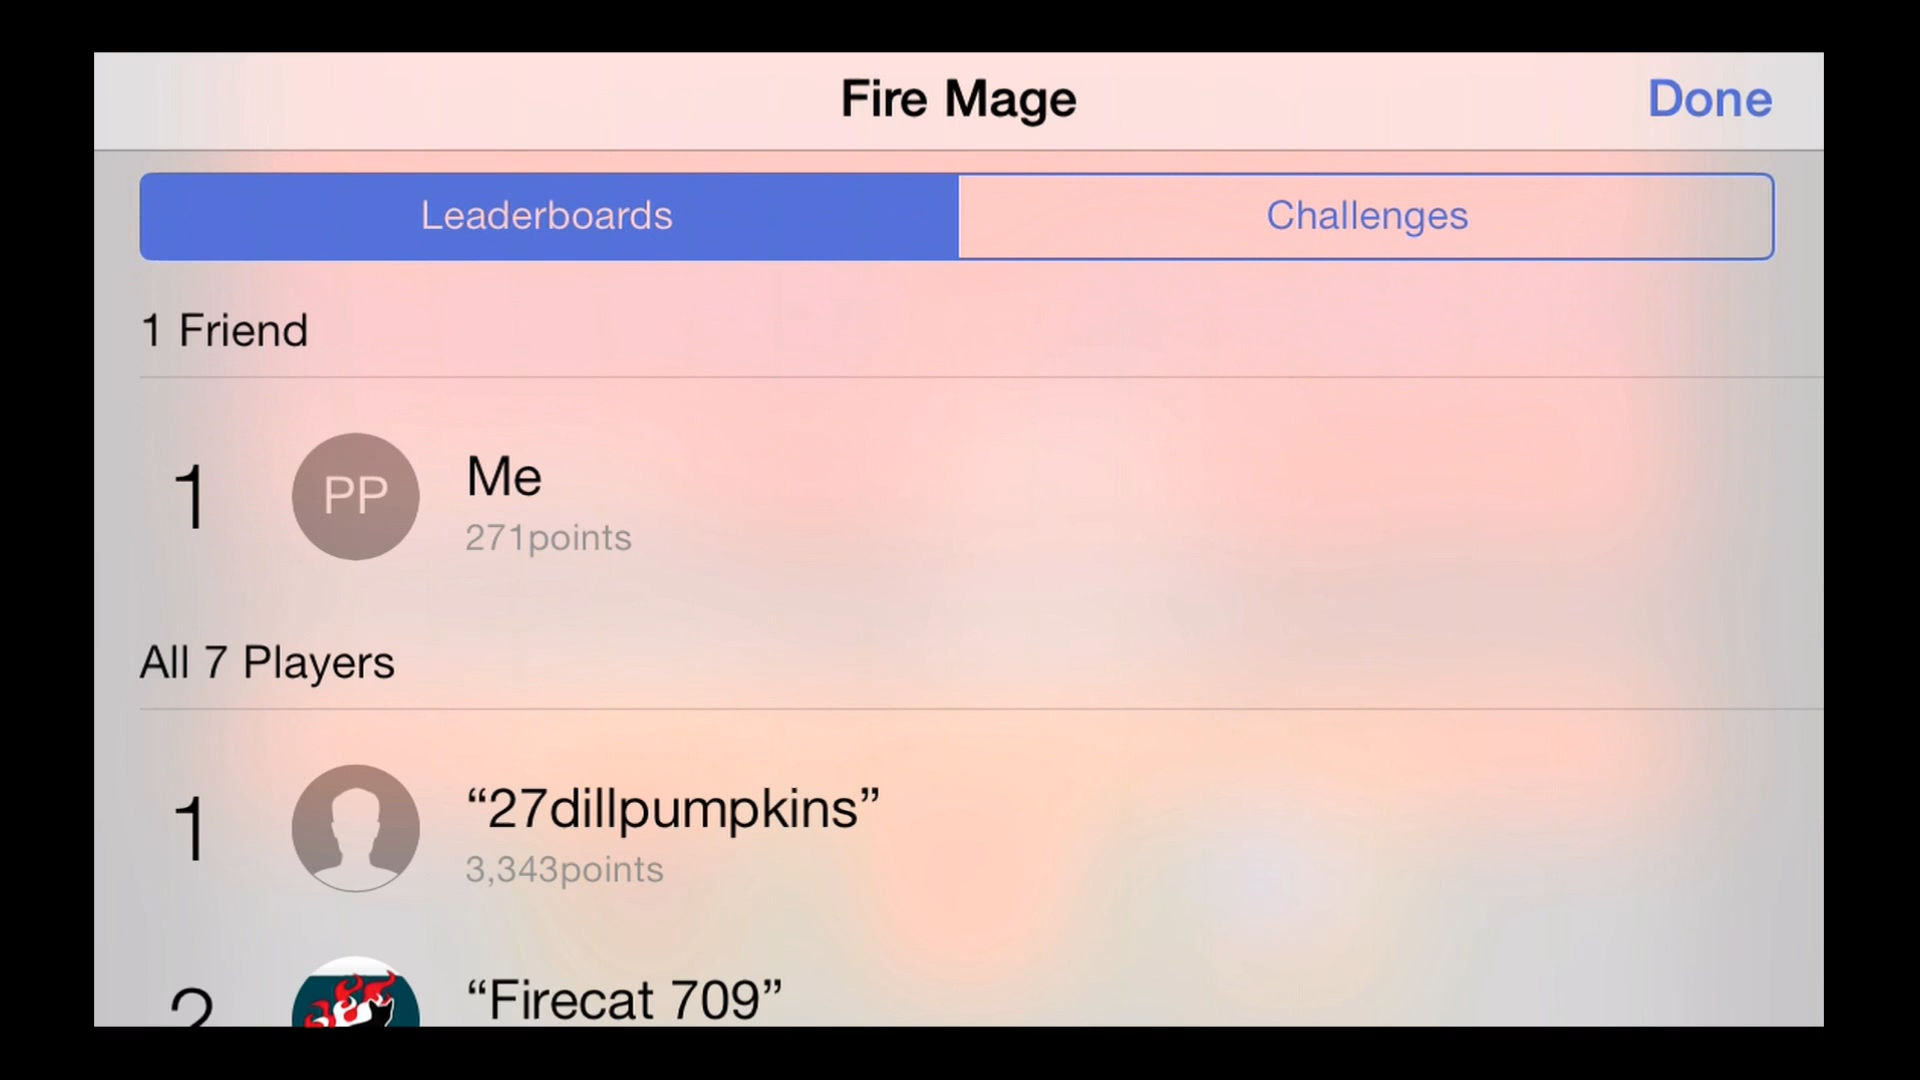 Fire Mage
Done
Leaderboards
Challenges
1 Friend
1
PP
Me
271points
All 7 Players
1
“27dillpumpkins”
3,343points
2
“Firecat 709”